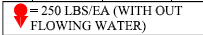 = 250 LBS/EA (WITH OUT
FLOWING WATER)